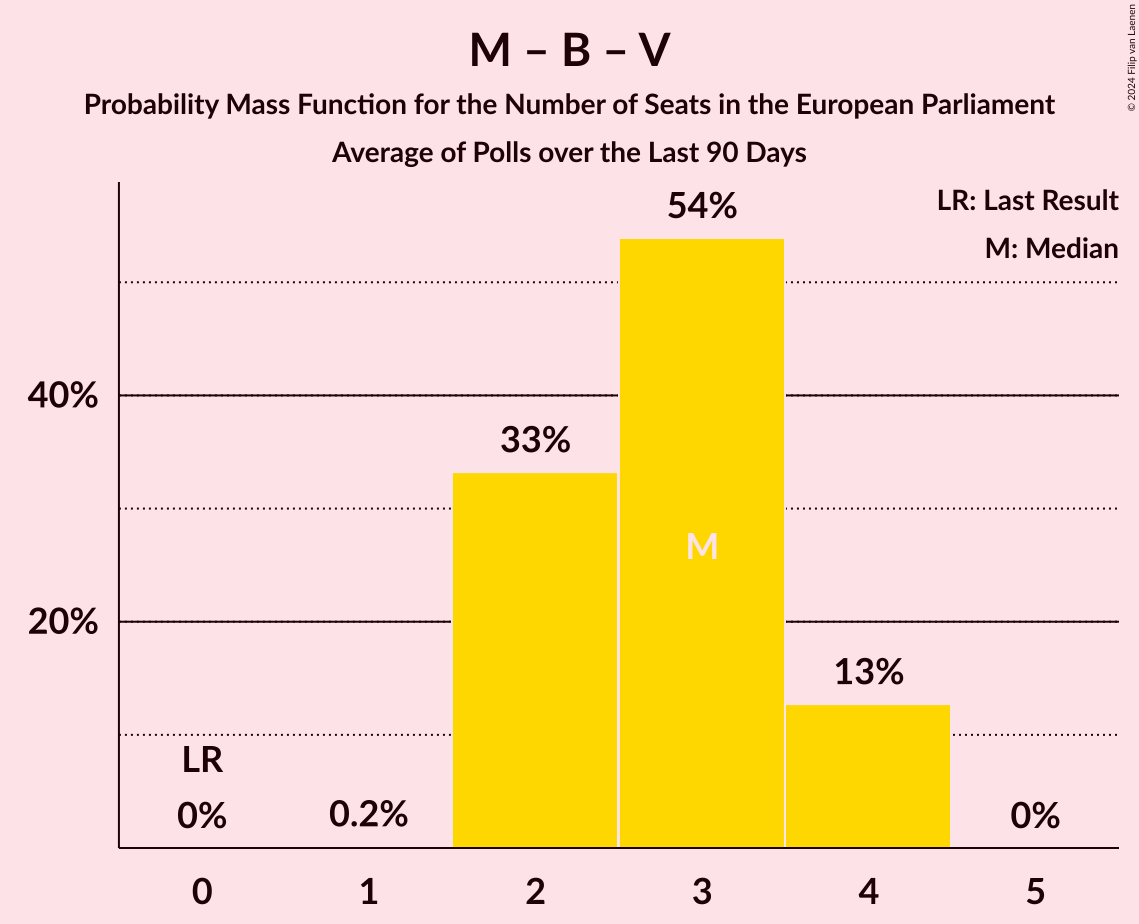 M – B – V
Probability Mass Function for the Number of Seats in the European Parliament
Average of Polls over the Last 90 Days
© 2024 Filip van Laenen
LR: Last Result
M: Median
54%
40%
33%
M
20%
13%
LR
0%
0.2%
0%
0 1 2 3 4 5